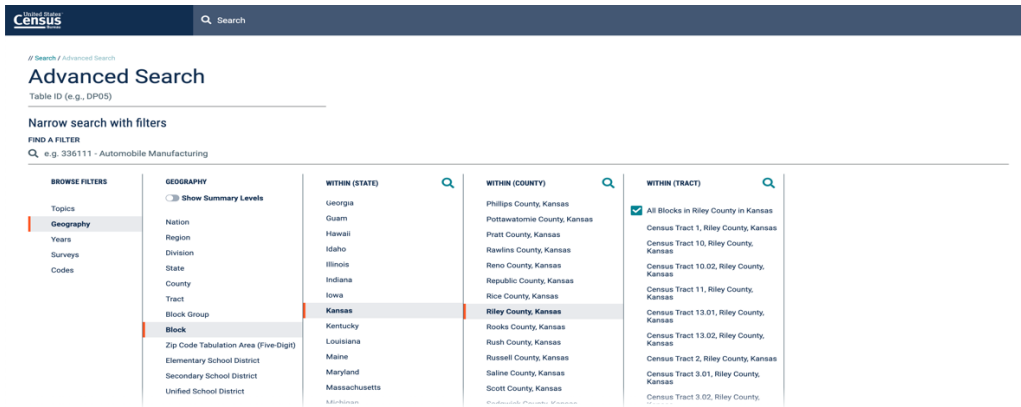 United States®
Census
Bureau
Search
// Search / Advanced Search
Advanced Search
Table ID (e.g., DP05)
Narrow search with filters
FIND A FILTER
e.g. 336111 - Automobile Manufacturing
BROWSE FILTERS
Topics
Geography
Years
Surveys
Codes
GEOGRAPHY
Show Summary Levels
Nation
Region
Division
State
County
Tract
Block Group
Block
Zip Code Tabulation Area (Five-Digit)
Elementary School District
Secondary School District
Unified School District
WITHIN (STATE)
Georgia
Guam
Hawaii
Idaho
Illinois
Indiana
Iowa
Kansas
Kentucky
Louisiana
Maine
Maryland
Massachusetts
Michigan
WITHIN (COUNTY)
Phillips County, Kansas
Pottawatomie County, Kansas
Pratt County, Kansas
Rawlins County, Kansas
Reno County, Kansas
Republic County, Kansas
Rice County, Kansas
Riley County, Kansas
Rooks County, Kansas
Rush County, Kansas
Russell County, Kansas
Saline County, Kansas
Scott County, Kansas
Sedgwick County, Kansas
WITHIN (TRACT)
All Blocks in Riley County in Kansas
Census Tract 1, Riley County, Kansas
Census Tract 10, Riley County,
Kansas
Census Tract 10.02, Riley County,
Kansas
Census Tract 11, Riley County,
Kansas
Census Tract 13.01, Riley County,
Kansas
Census Tract 13.02, Riley County,
Kansas
Census Tract 2, Riley County, Kansas
Census Tract 3.01, Riley County,
Kansas
Census Tract 3.02, Riley County,
Kansas